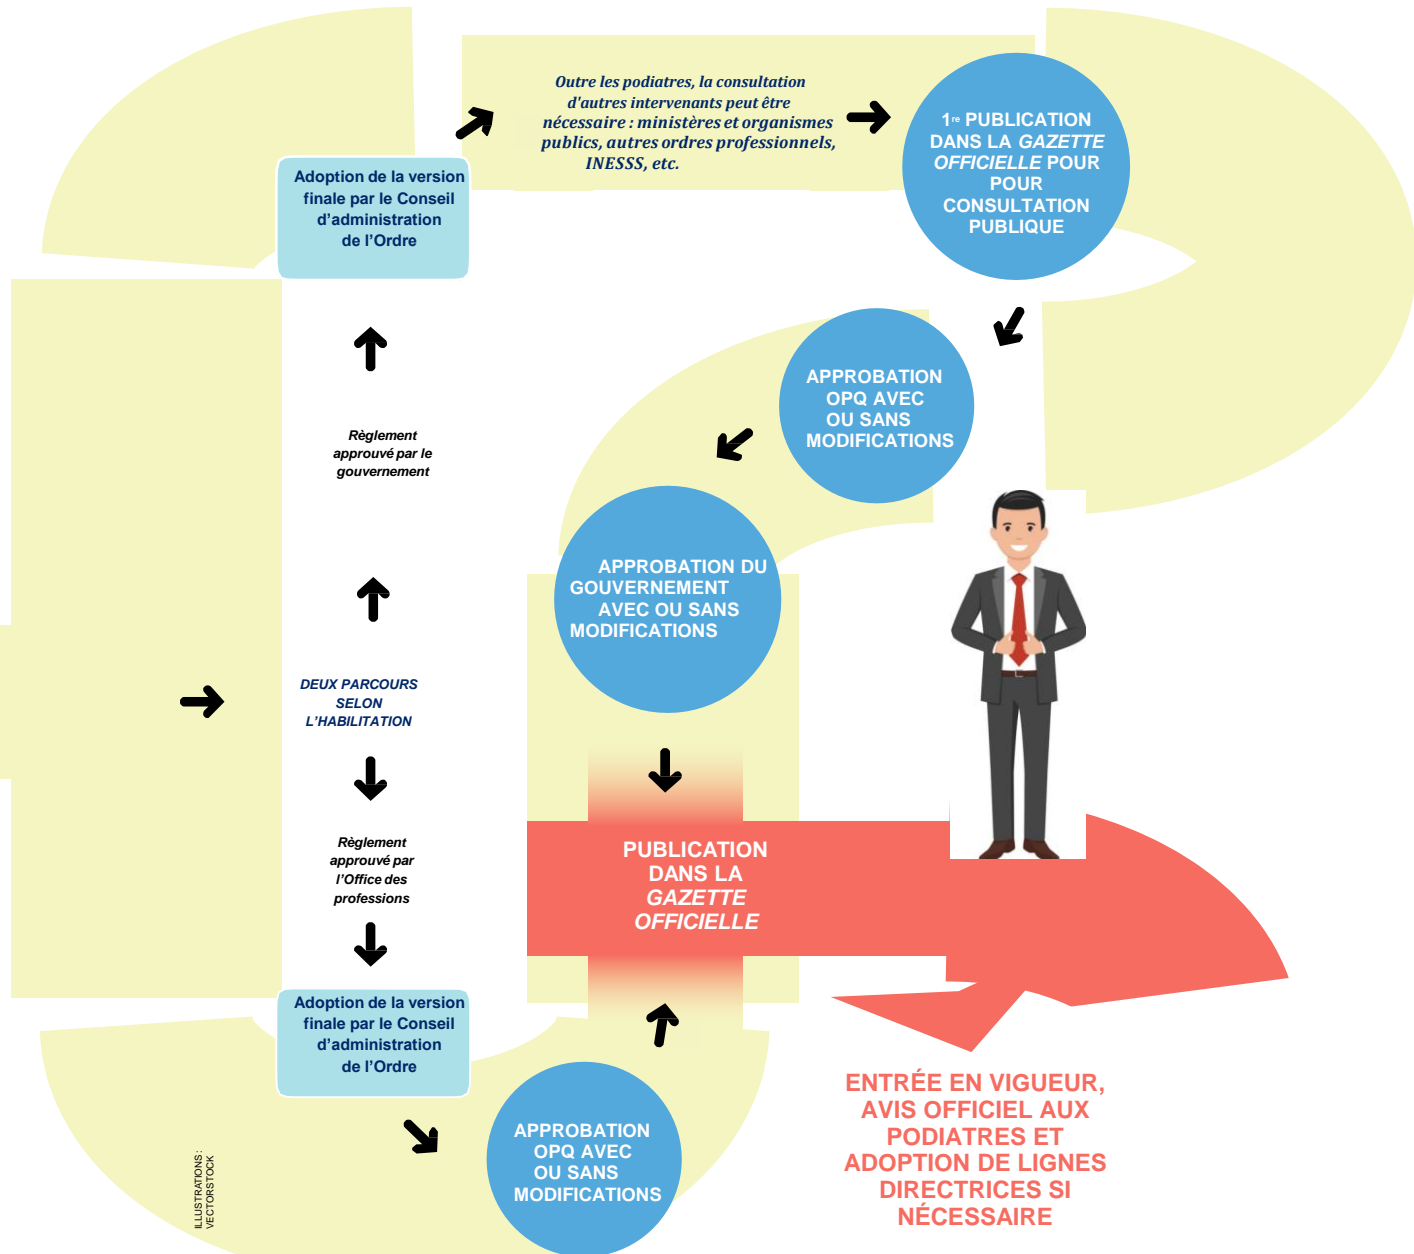 Outre les podiatres, la consultation
d'autres intervenants peut être
nécessaire : ministères et organismes
publics, autres ordres professionnels,
INESSS, etc.
1re PUBLICATION
DANS LA GAZETTE
OFFICIELLE POUR
POUR
CONSULTATION
PUBLIQUE
Adoption de la version
finale par le Conseil
d'administration
de l'Ordre
APPROBATION
OPQ AVEC
OU SANS
MODIFICATIONS
Règlement
approuvé par le
gouvernement
APPROBATION DU
GOUVERNEMENT
AVEC OU SANS
MODIFICATIONS
DEUX PARCOURS
SELON
L'HABILITATION
Règlement
approuvé par
l'Office des
professions
PUBLICATION
DANS LA
GAZETTE
OFFICIELLE
Adoption de la version
finale par le Conseil
d'administration
de l'Ordre
APPROBATION
OPQ AVEC
OU SANS
MODIFICATIONS
ENTRÉE EN VIGUEUR,
AVIS OFFICIEL AUX
PODIATRES ET
ADOPTION DE LIGNES
DIRECTRICES SI
NÉCESSAIRE
ILLUSTRATIONS :
VECTORSTOCK